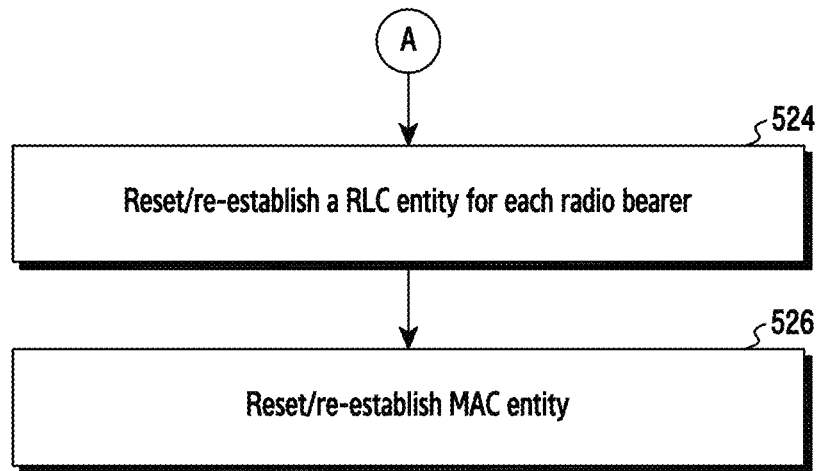 A
524
Reset/re-establish a RLC entity for each radio bearer
526
Reset/re-establish MAC entity